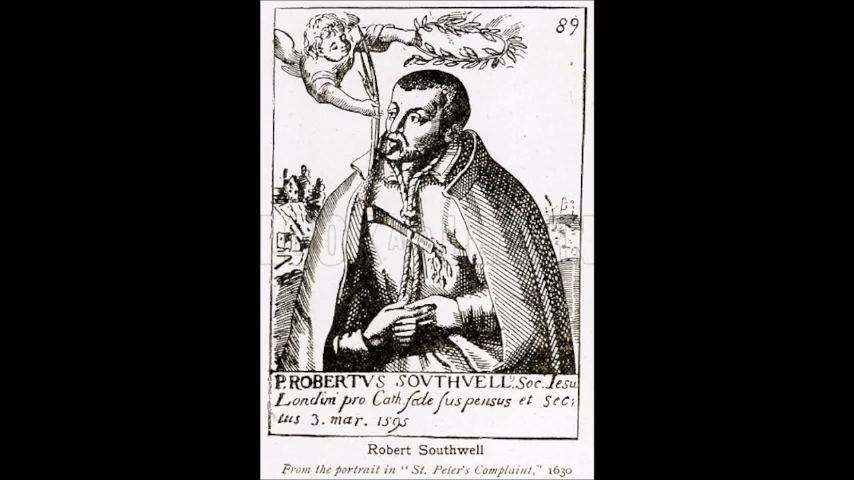 89
P. ROBERTVS SOVTHVELL9, Soc. Iesu
Londini pro Cath. fide suspensus et sec,
tus 3. mar. 1595
Robert Southwell
From the portrait in "St. Peter's Complaint," 1630